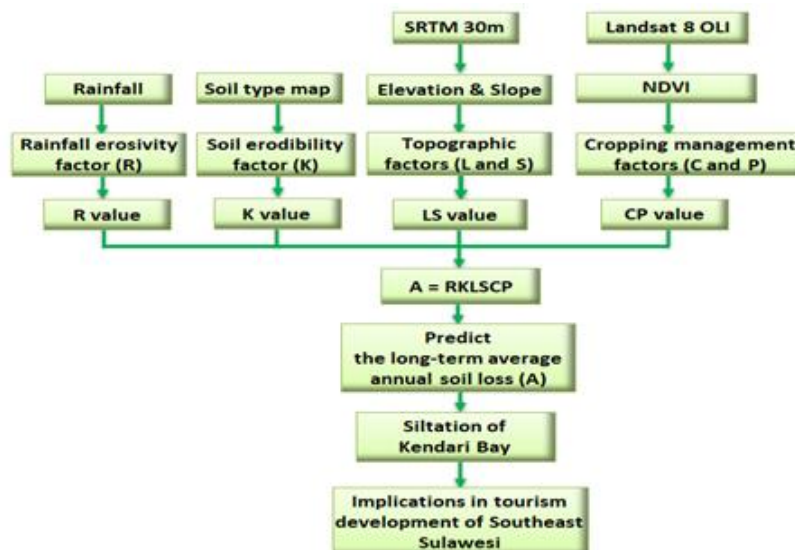 SRTM 30m
Landsat 8 OLI
Rainfall
Soil type map
Elevation & Slope
NDVI
Rainfall erosivity
factor (R)
Soil erodibility
factor (K)
Topographic
factors (L and S)
Cropping management
factors (C and P)
R value
K value
LS value
CP value
A = RKLSCP
Predict
the long-term average
annual soil loss (A)
Siltation of
Kendari Bay
Implications in tourism
development of Southeast
Sulawesi